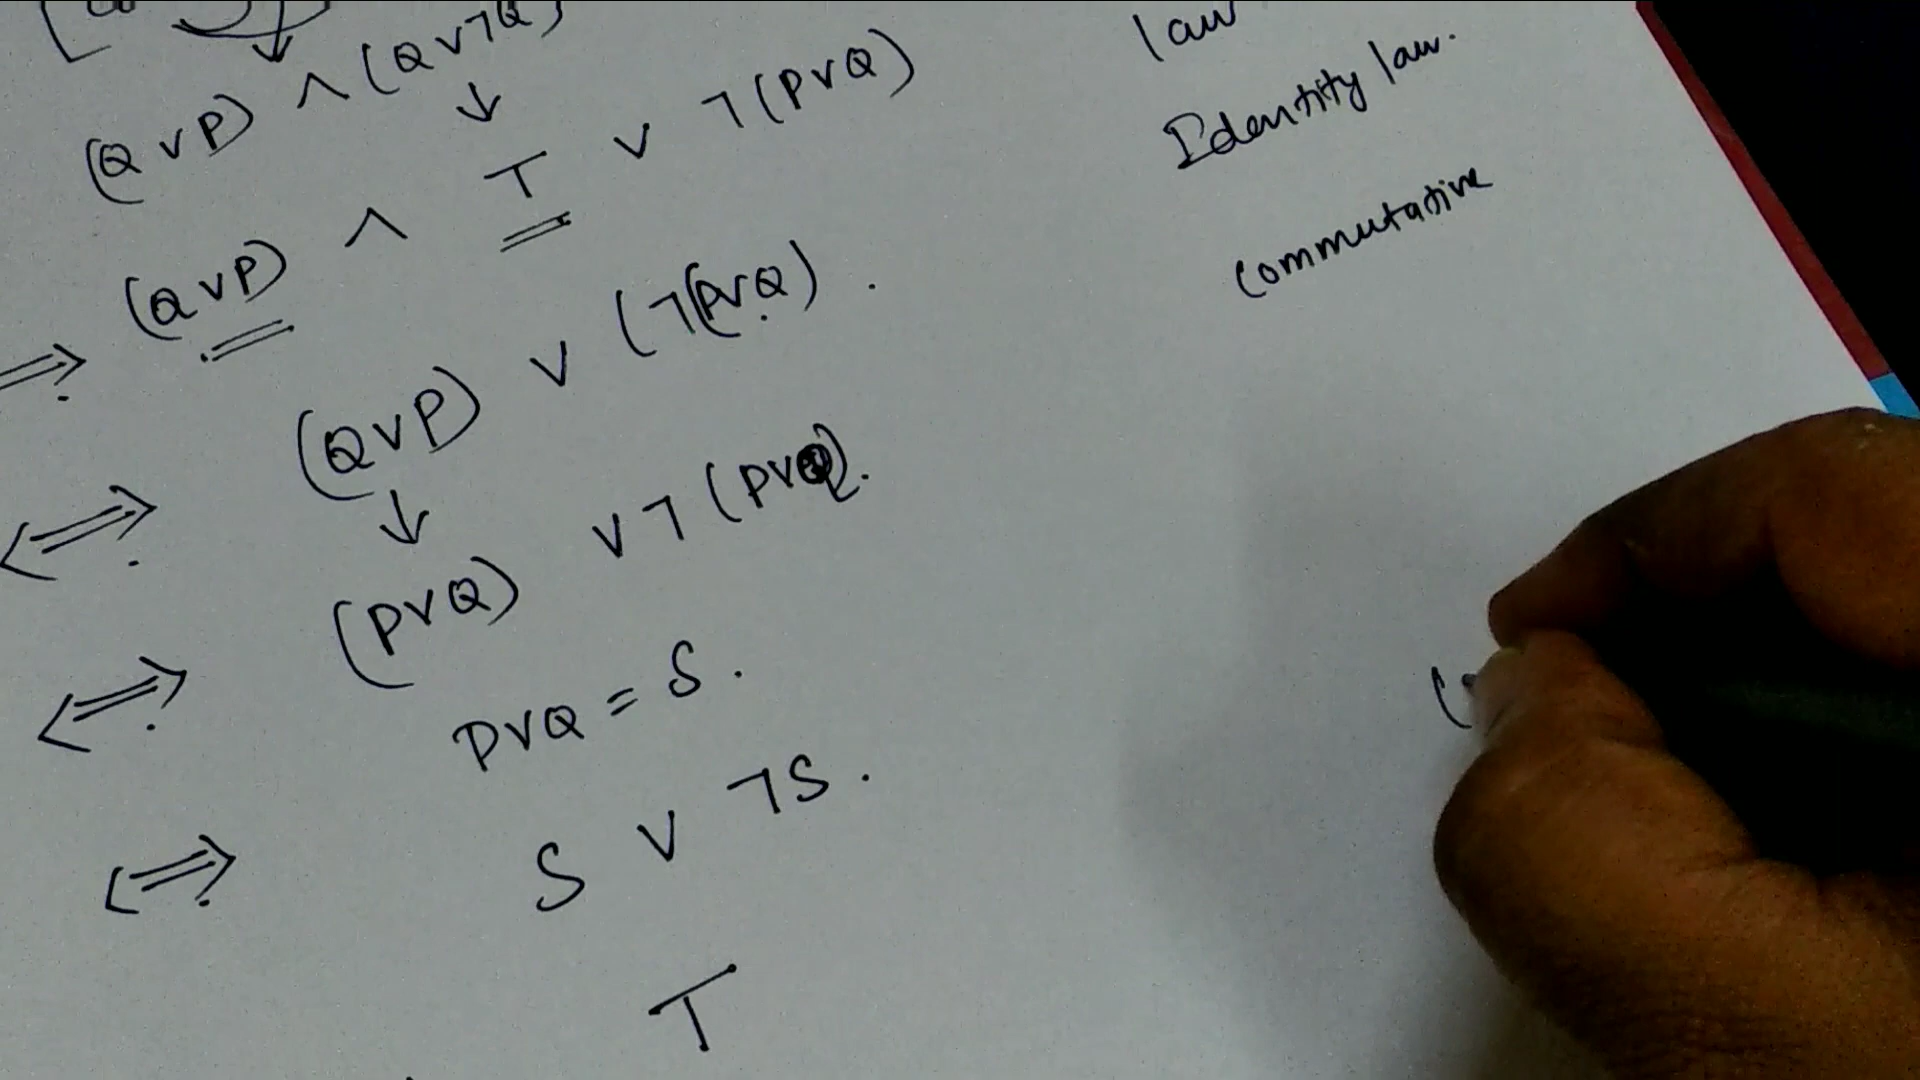 (Q ∨ P) ∧ (Q ∨ ¬Q) law
(Q ∨ P) ∧ T ∨ ¬(P ∨ Q) Identity law.
⇒ (Q ∨ P) ∨ (¬(P ∨ Q). Commutative
⇔ (P ∨ Q) ∨ ¬(P ∨ Q).
⇔ P ∨ Q = S.
⇔ S ∨ ¬S.
T